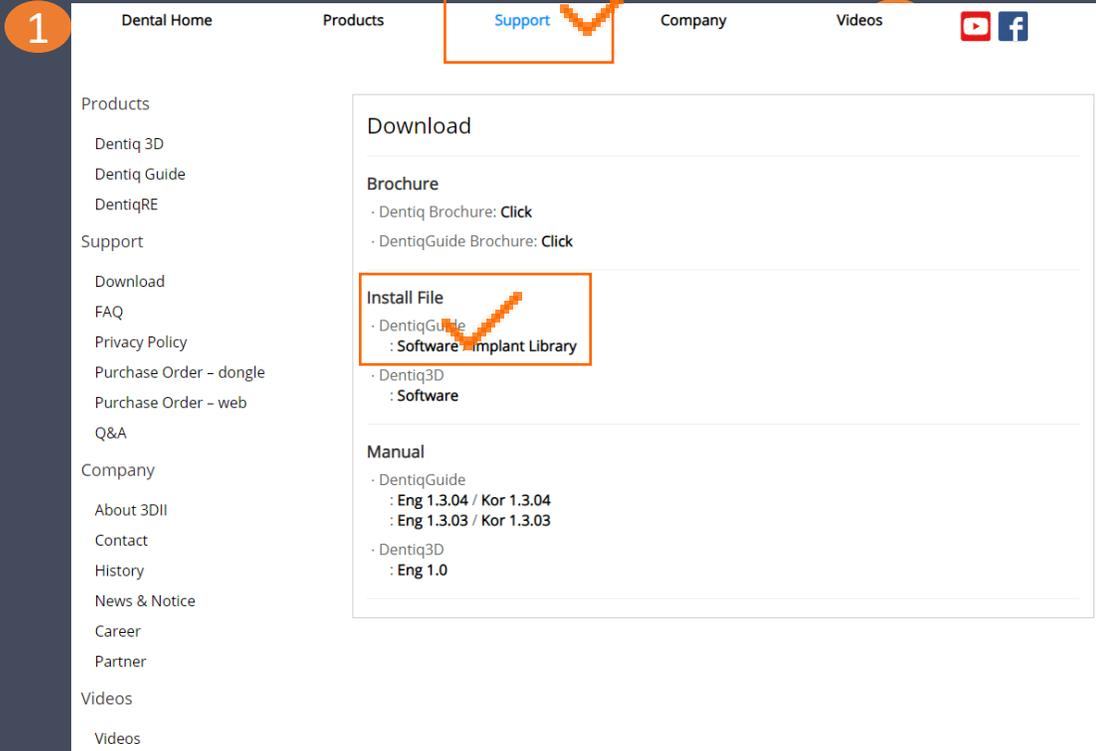 1
Dental Home Products Support Company Videos
Products
Dentiq 3D
Dentiq Guide
DentiqRE
Support
Download
FAQ
Privacy Policy
Purchase Order – dongle
Purchase Order – web
Q&A
Company
About 3DII
Contact
History
News & Notice
Career
Partner
Videos
Videos
Download
Brochure
· Dentiq Brochure: Click
· DentiqGuide Brochure: Click
Install File
· DentiqGuide
: Software / Implant Library
· Dentiq3D
: Software
Manual
· DentiqGuide
: Eng 1.3.04 / Kor 1.3.04
: Eng 1.3.03 / Kor 1.3.03
· Dentiq3D
: Eng 1.0